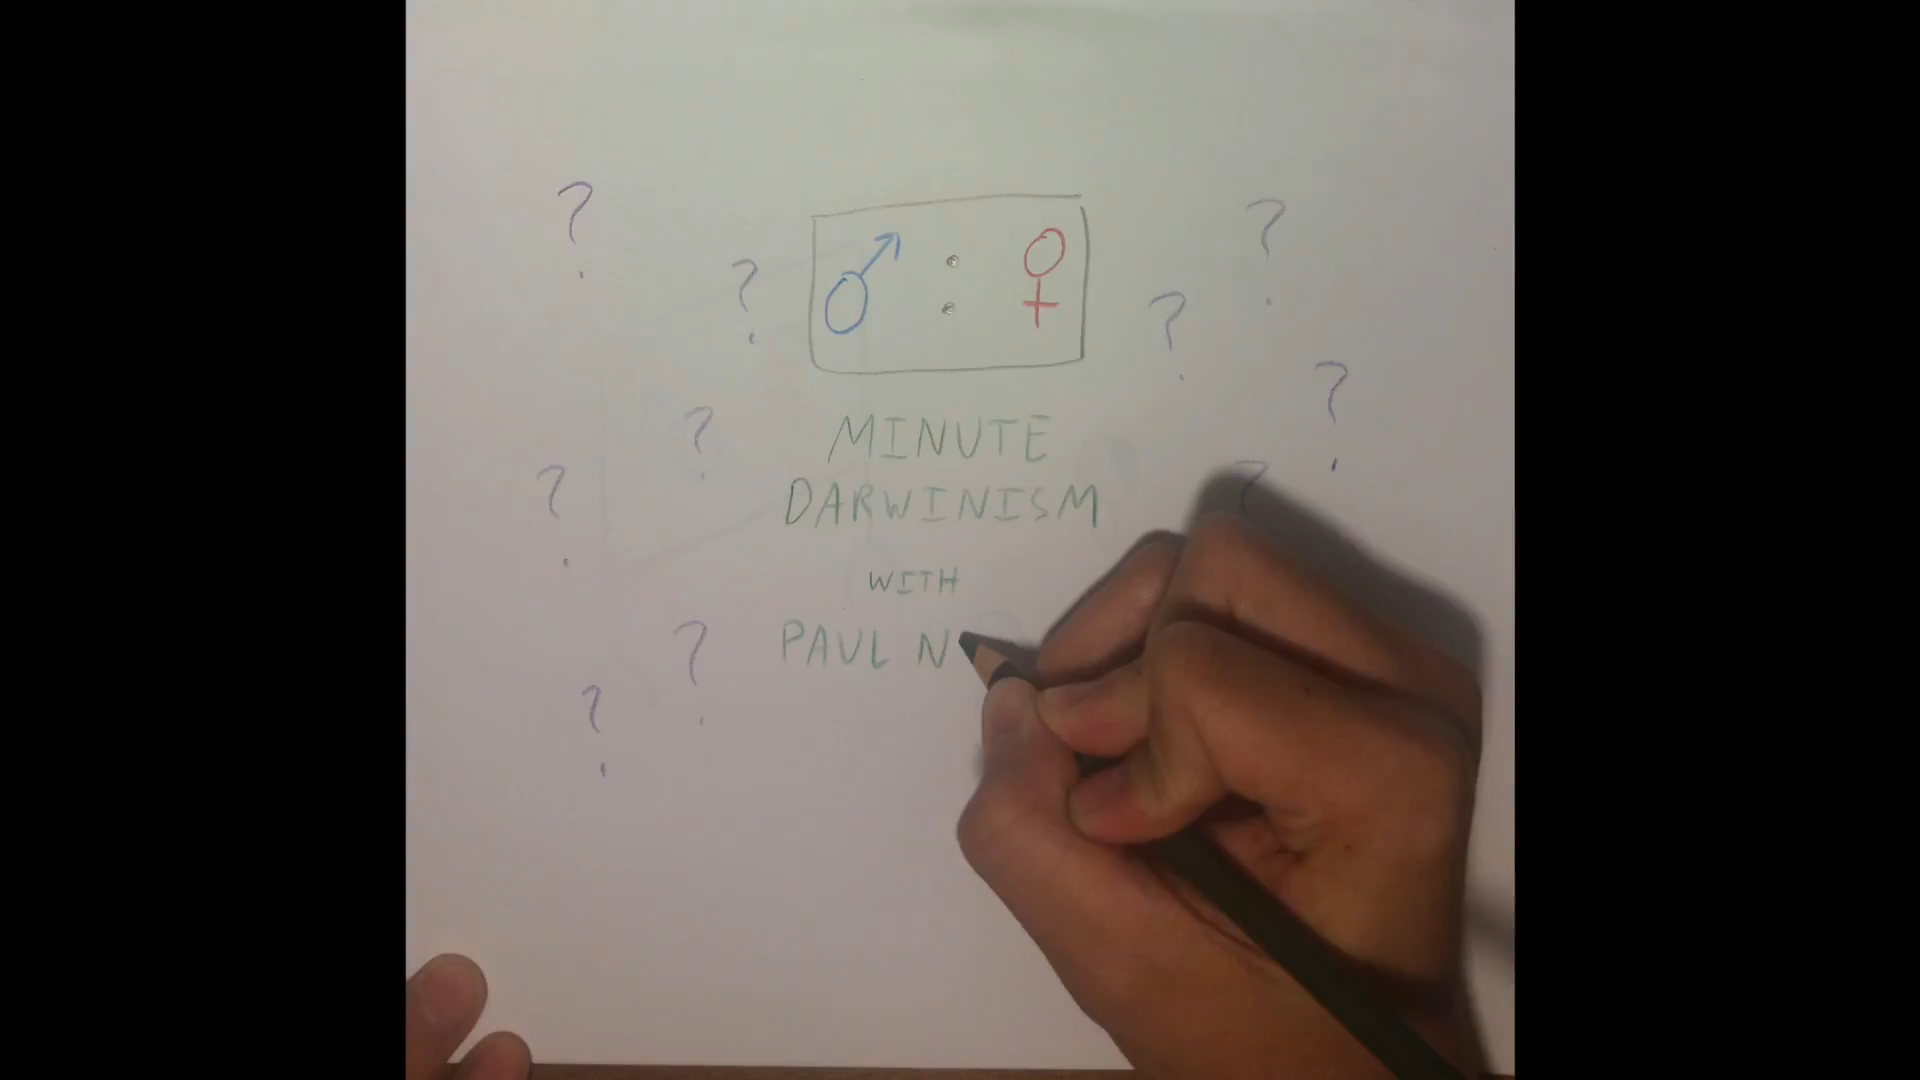 ? ? ? ? ? ? ? ? ? ? ?
♂ : ♀
MINUTE
DARWINISM
WITH
PAUL N